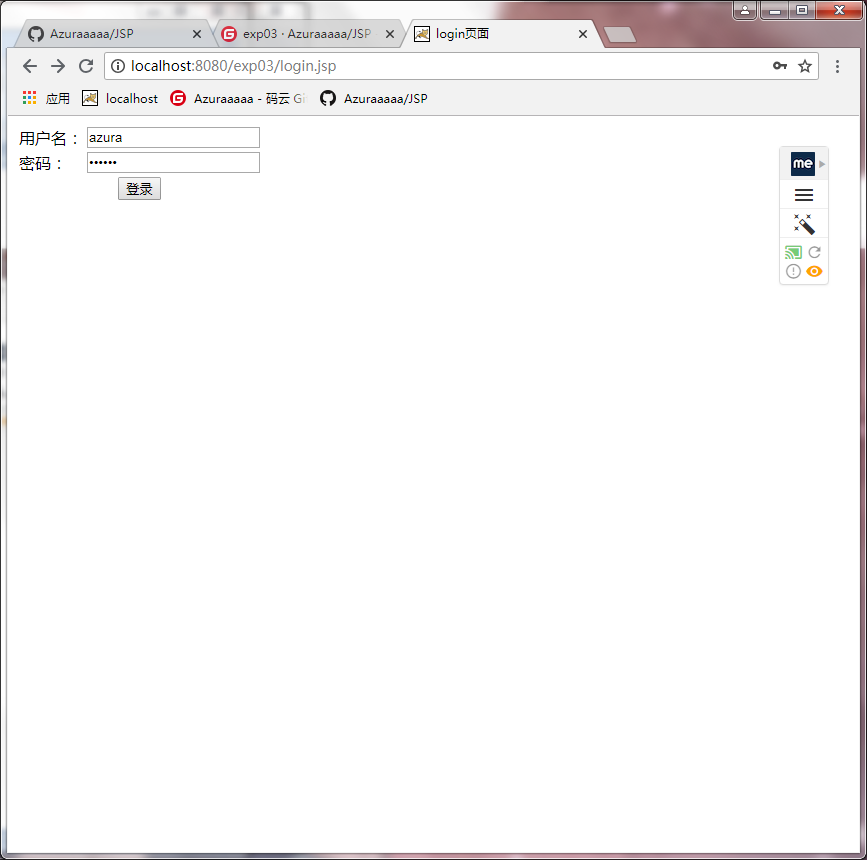 Azuraaaaa/JSP
exp03 · Azuraaaaa/JSP
login页面
localhost:8080/exp03/login.jsp
应用 localhost Azuraaaaa - 码云 Gi Azuraaaaa/JSP
用户名： azura
密码： ••••••
登录
me